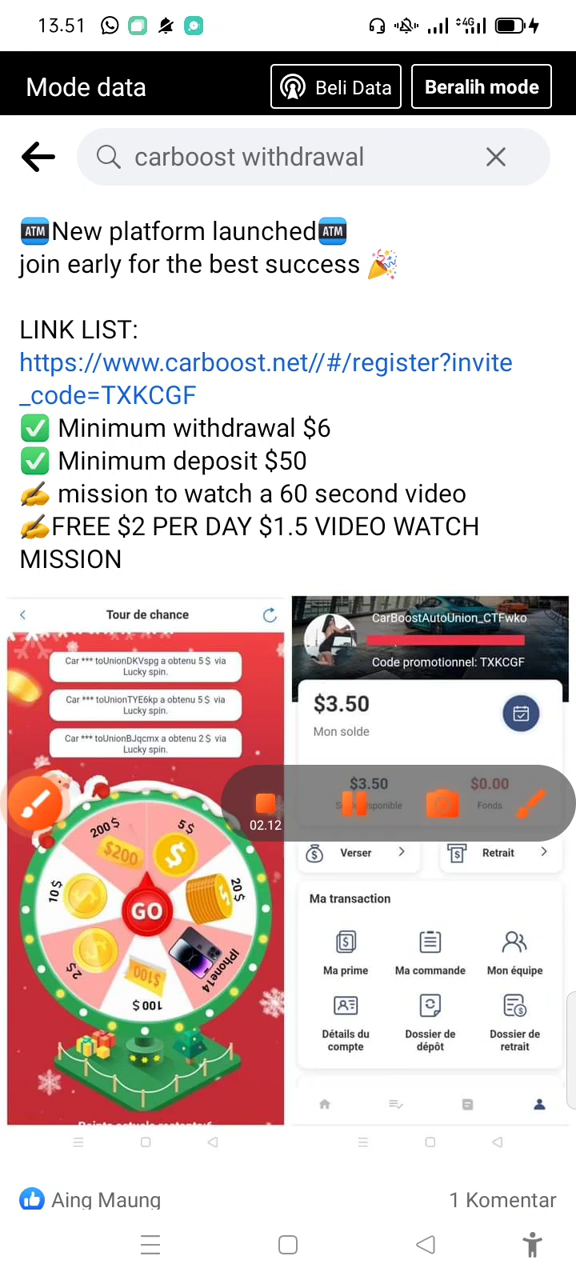 13.51
4G
Mode data
Beli Data
Beralih mode
carboost withdrawal
🏧New platform launched🏧
join early for the best success 🎉
LINK LIST:
https://www.carboost.net//#/register?invite
_code=TXKCGF
✅ Minimum withdrawal $6
✅ Minimum deposit $50
✍ mission to watch a 60 second video
✍FREE $2 PER DAY $1.5 VIDEO WATCH
MISSION
Tour de chance
Car *** toUnionDKVspg a obtenu 5 $ via
Lucky spin.
Car *** toUnionTYE6kp a obtenu 5 $ via
Lucky spin.
Car *** toUnionBJqcmx a obtenu 2 $ via
Lucky spin.
200 $
$200
5 $
20 $
iPhone14
100 $
$100
2 $
10 $
GO
CarBoostAutoUnion_CTFwko
Code promotionnel: TXKCGF
$3.50
Mon solde
$3.50
$0.00
Fonds
02.12
Verser
Retrait
Ma transaction
Ma prime
Ma commande
Mon équipe
Détails du
compte
Dossier de
dépôt
Dossier de
retrait
Aing Maung
1 Komentar